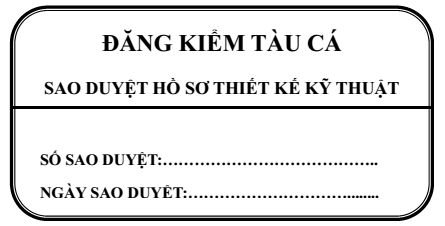 ĐĂNG KIỂM TÀU CÁ
SAO DUYỆT HỒ SƠ THIẾT KẾ KỸ THUẬT
SỐ SAO DUYỆT:…………………………………..
NGÀY SAO DUYỆT:………………………….........